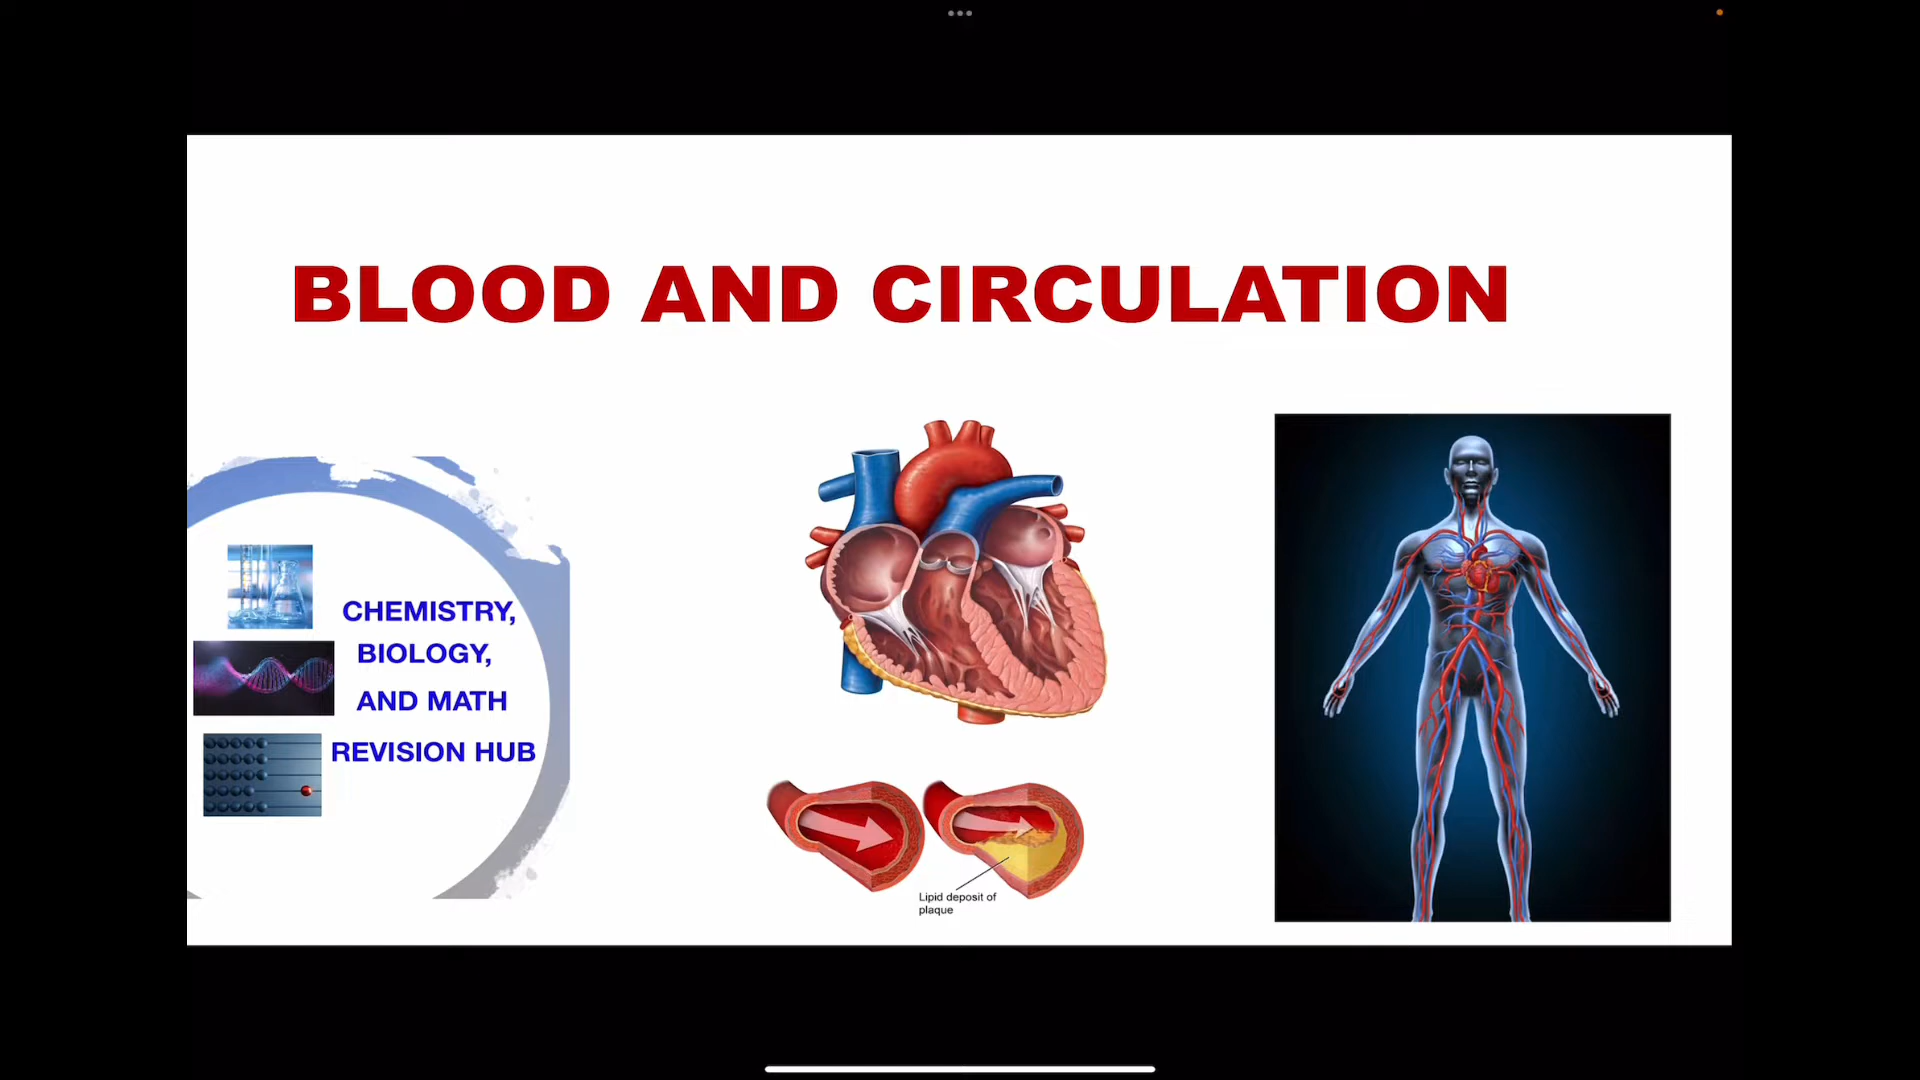 BLOOD AND CIRCULATION
CHEMISTRY,
BIOLOGY,
AND MATH
REVISION HUB
Lipid deposit of
plaque